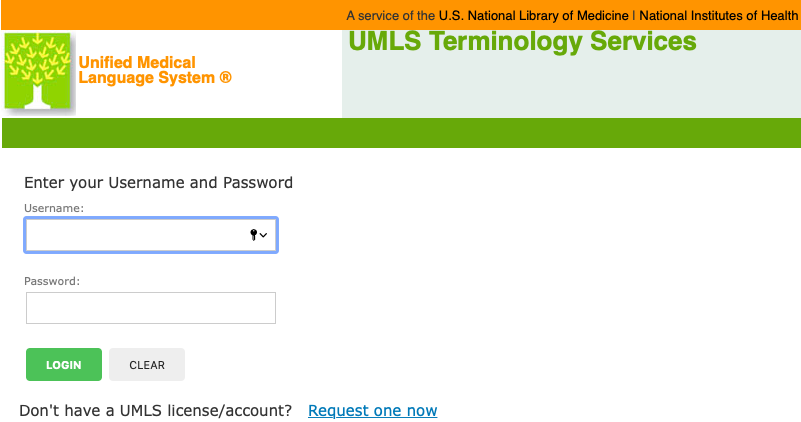 A service of the U.S. National Library of Medicine | National Institutes of Health
Unified Medical
Language System ®
UMLS Terminology Services
Enter your Username and Password
Username:
Password:
LOGIN CLEAR
Don't have a UMLS license/account? Request one now